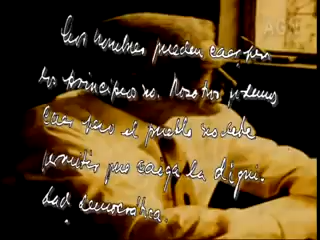 AGN
Los hombres pueden caer pero
los principios no. Nosotros podemos
caer pero el pueblo no debe
permitir que caiga la digni-
dad democrática.